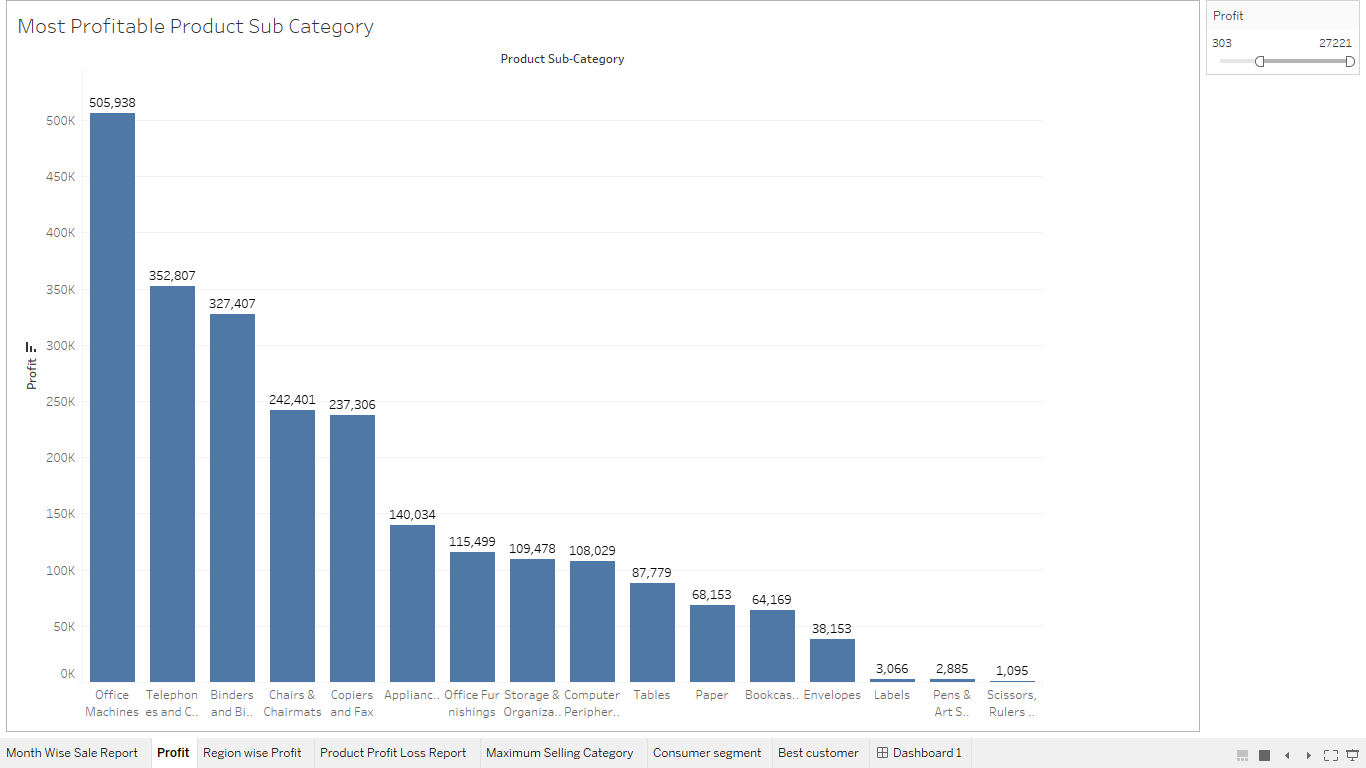 Most Profitable Product Sub Category
Profit
303 27221
Product Sub-Category
505,938
500K
450K
400K
350K
300K
250K
200K
150K
100K
50K
0K
Profit
352,807
327,407
242,401
237,306
140,034
115,499
109,478
108,029
87,779
68,153
64,169
38,153
3,066
2,885
1,095
Office
Machines
Telephon
es and C..
Binders
and Bi..
Chairs &
Chairmats
Copiers
and Fax
Applianc..
Office Fur
nishings
Storage &
Organiza..
Computer
Peripher..
Tables
Paper
Bookcas..
Envelopes
Labels
Pens &
Art S..
Scissors,
Rulers ..
Month Wise Sale Report Profit Region wise Profit Product Profit Loss Report Maximum Selling Category Consumer segment Best customer Dashboard 1